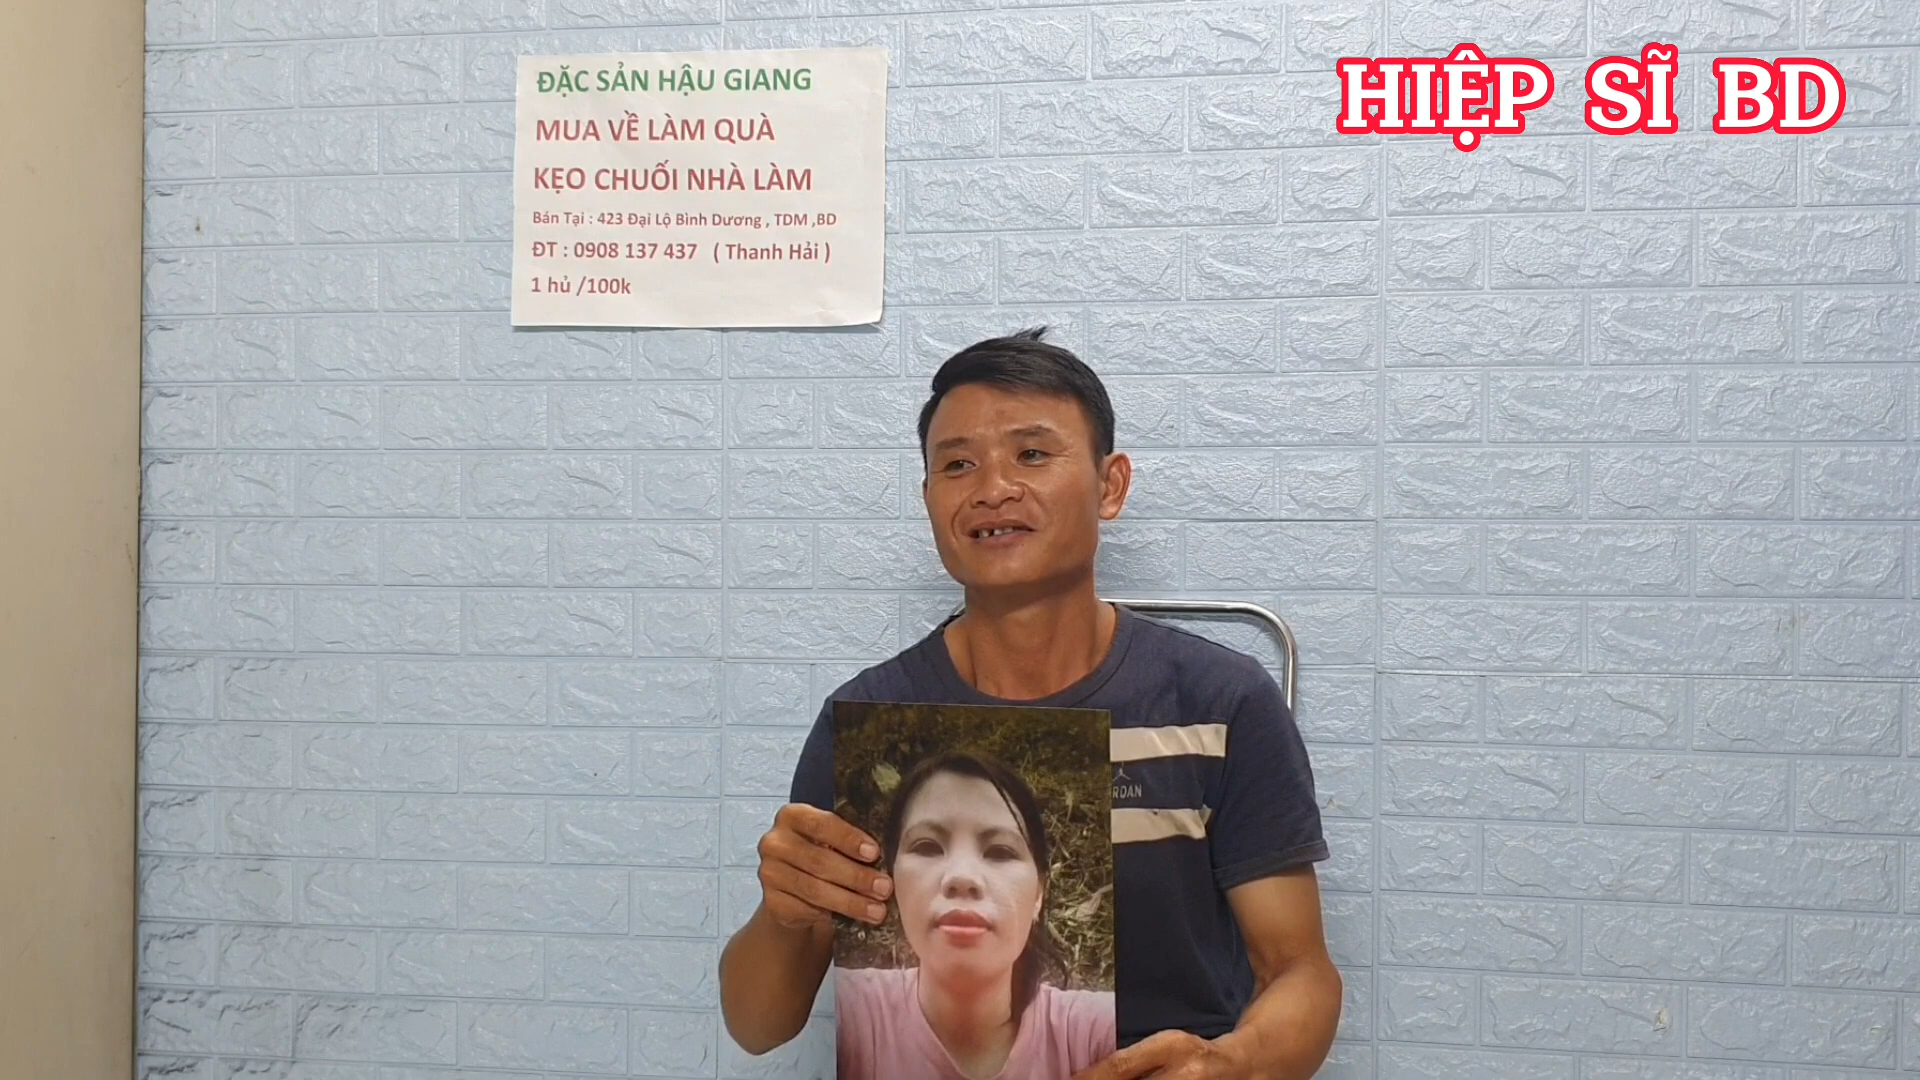 HIỆP SĨ BD
ĐẶC SẢN HẬU GIANG
MUA VỀ LÀM QUÀ
KẸO CHUỐI NHÀ LÀM
Bán Tại : 423 Đại Lộ Bình Dương , TDM ,BD
ĐT : 0908 137 437 ( Thanh Hải )
1 hủ /100k